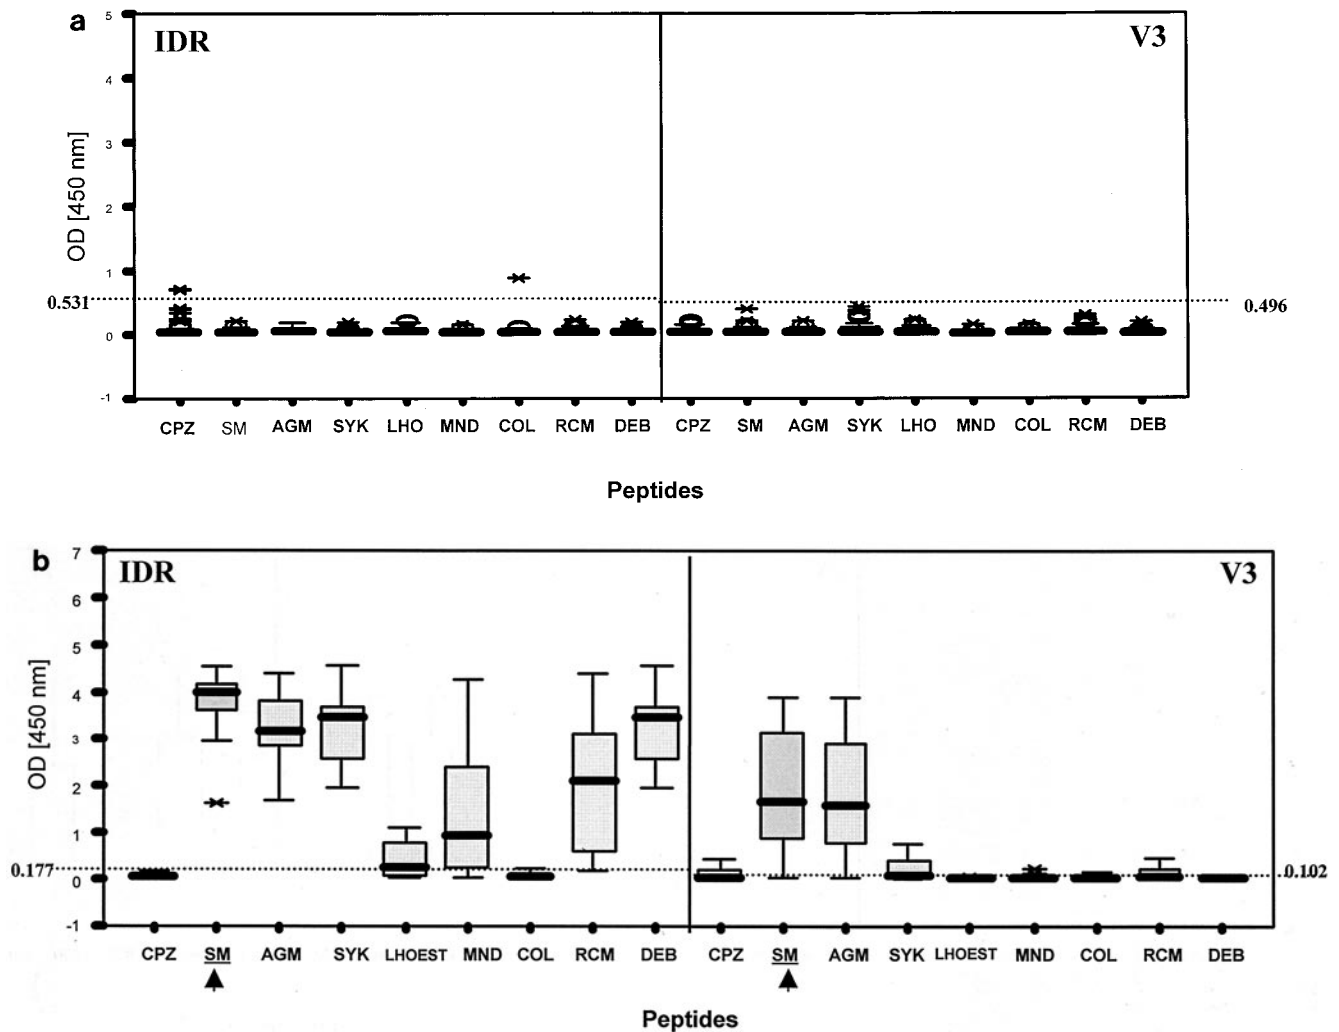 a
IDR
V3
OD [450 nm]
5
4
3
2
1
0
-1
0.531
0.496
CPZ SM AGM SYK LHO MND COL RCM DEB CPZ SM AGM SYK LHO MND COL RCM DEB
Peptides
b
IDR
V3
OD [450 nm]
7
6
5
4
3
2
1
0
-1
0.177
0.102
CPZ SM AGM SYK LHOEST MND COL RCM DEB CPZ SM AGM SYK LHOEST MND COL RCM DEB
Peptides